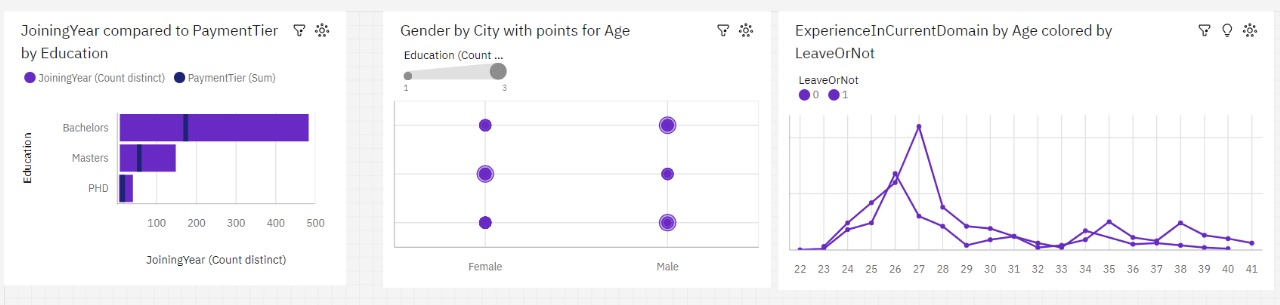 JoiningYear compared to PaymentTier
by Education
JoiningYear (Count distinct) PaymentTier (Sum)
Education
Bachelors
Masters
PHD
100 200 300 400 500
JoiningYear (Count distinct)
Gender by City with points for Age
Education (Count ...
1 3
Female Male
ExperienceInCurrentDomain by Age colored by
LeaveOrNot
LeaveOrNot
0 1
22 23 24 25 26 27 28 29 30 31 32 33 34 35 36 37 38 39 40 41